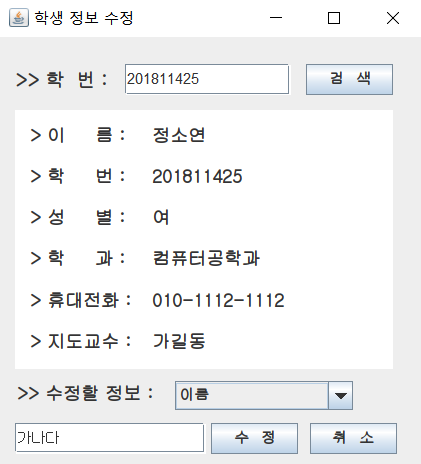 학생 정보 수정
>> 학 번 : 201811425 검 색
> 이 름 : 정소연
> 학 번 : 201811425
> 성 별 : 여
> 학 과 : 컴퓨터공학과
> 휴대전화 : 010-1112-1112
> 지도교수 : 가길동
>> 수정할 정보 : 이름
가나다 수 정 취 소